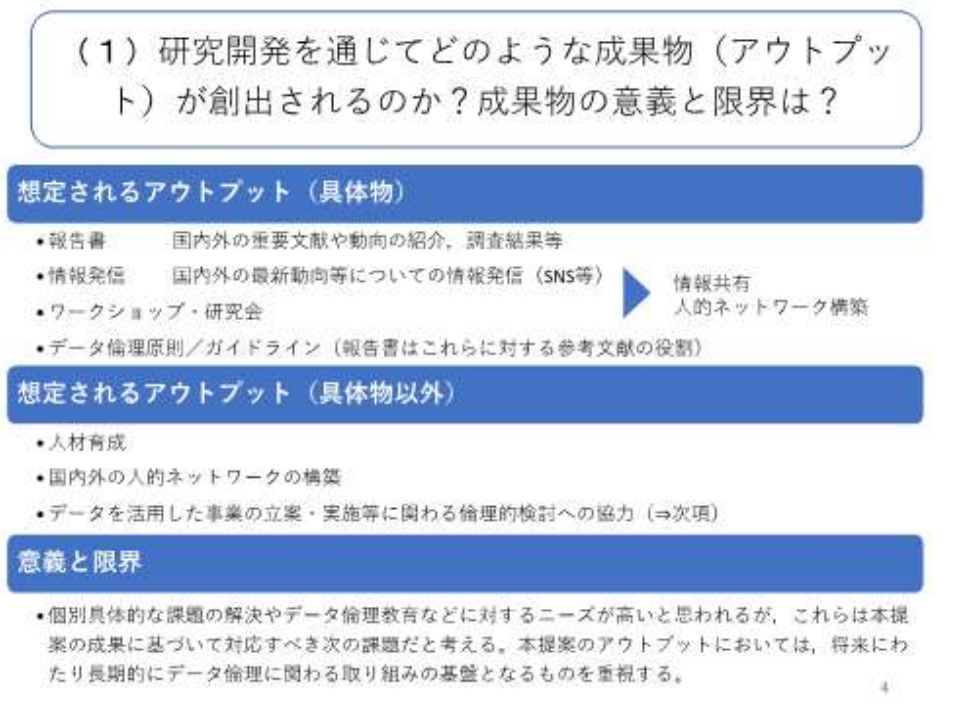 （１）研究開発を通じてどのような成果物（アウトプッ
ト）が創出されるのか？成果物の意義と限界は？
想定されるアウトプット（具体物）
•報告書　国内外の重要文献や動向の紹介，調査結果等
•情報発信　国内外の最新動向等についての情報発信（SNS等）
情報共有
人的ネットワーク構築
•ワークショップ・研究会
•データ倫理原則／ガイドライン（報告書はこれらに対する参考文献の役割）
想定されるアウトプット（具体物以外）
•人材育成
•国内外の人的ネットワークの構築
•データを活用した事業の立案・実施等に関わる倫理的検討への協力（⇒次項）
意義と限界
•個別具体的な課題の解決やデータ倫理教育などに対するニーズが高いと思われるが，これらは本提
案の成果に基づいて対応すべき次の課題だと考える。本提案のアウトプットにおいては，将来にわ
たり長期的にデータ倫理に関わる取り組みの基盤となるものを重視する。
4